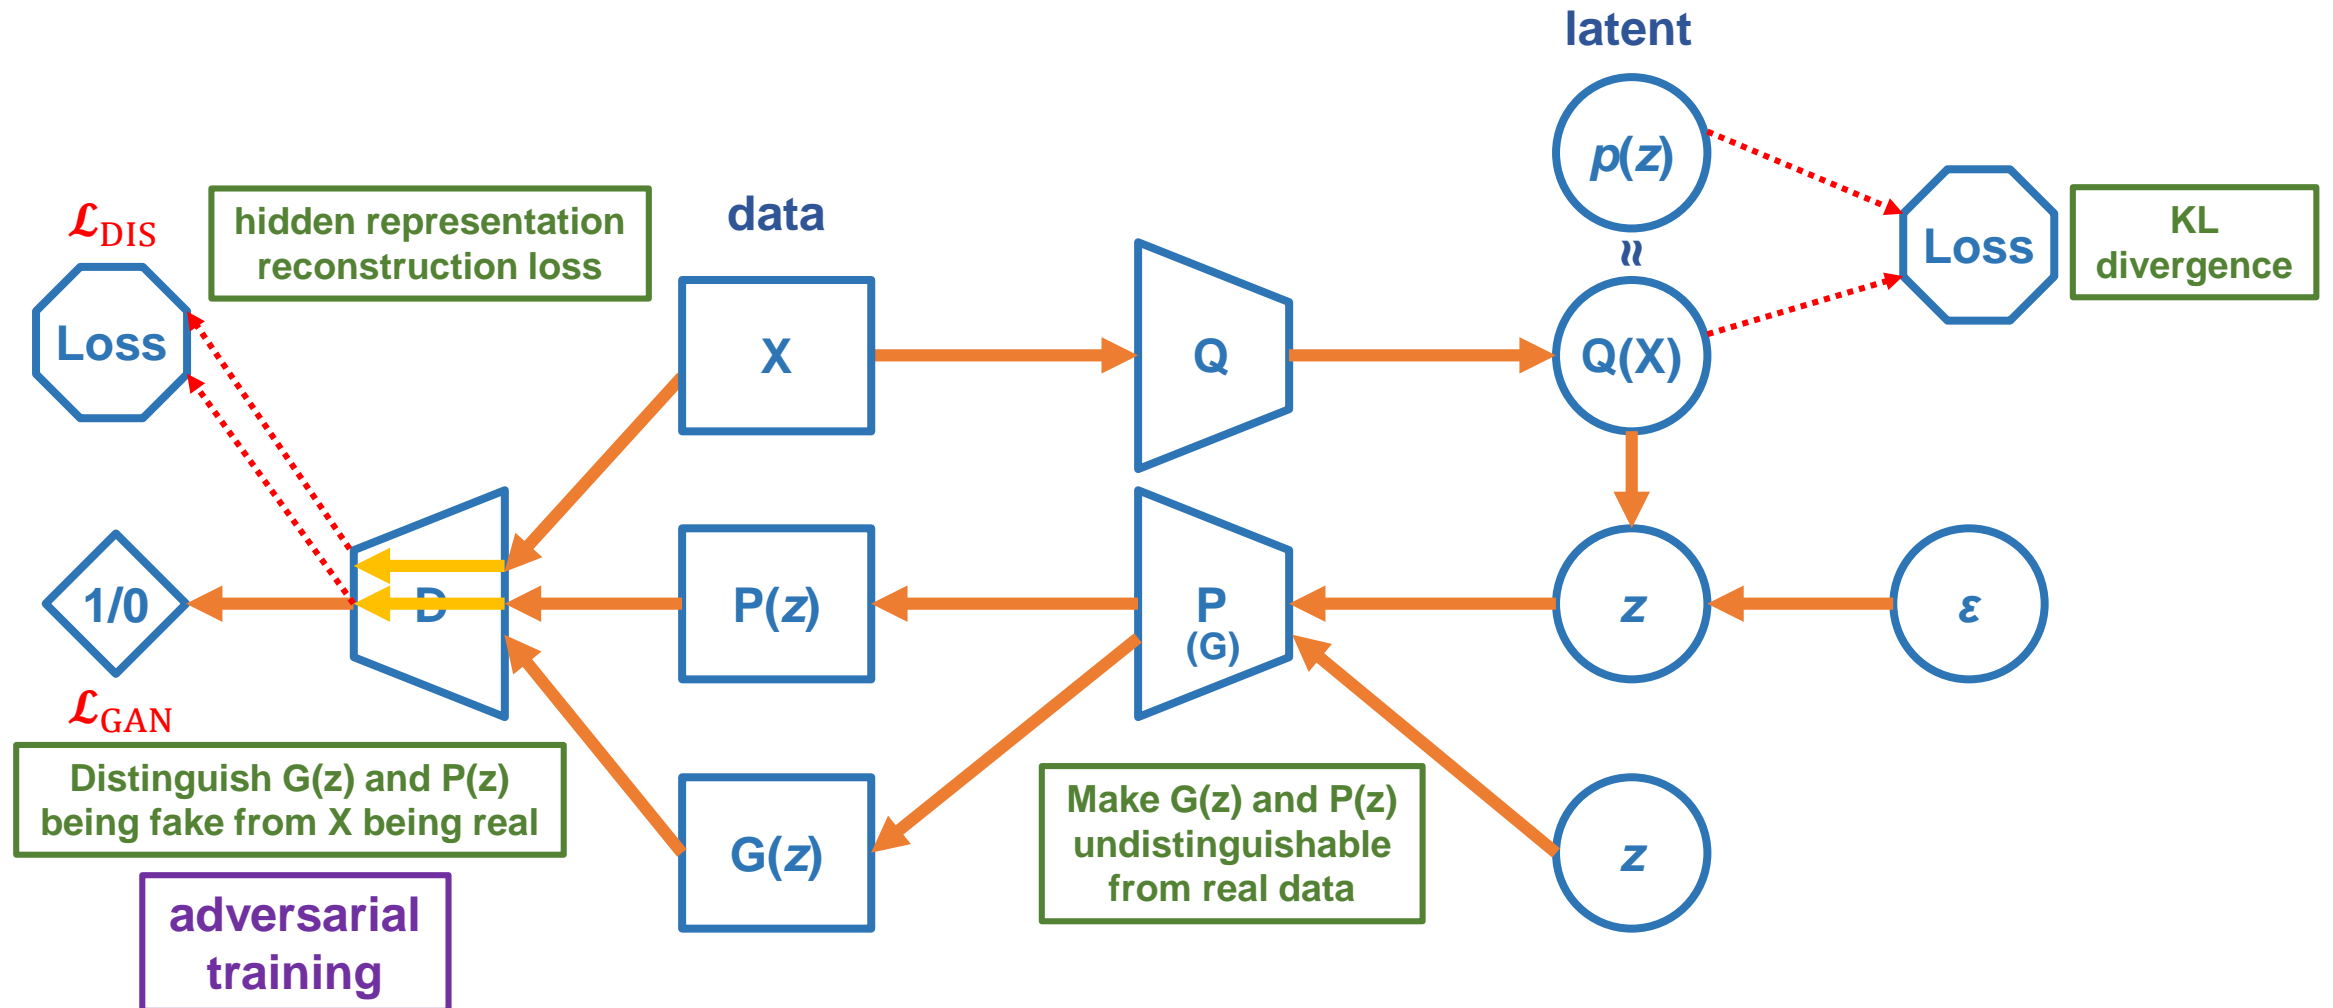 latent
p(z)
≈
Loss
KL
divergence
data
hidden representation
reconstruction loss
ℒDIS
Loss
X
Q
Q(X)
1/0
D
P(z)
P
(G)
z
ε
ℒGAN
Distinguish G(z) and P(z)
being fake from X being real
G(z)
Make G(z) and P(z)
undistinguishable
from real data
z
adversarial
training